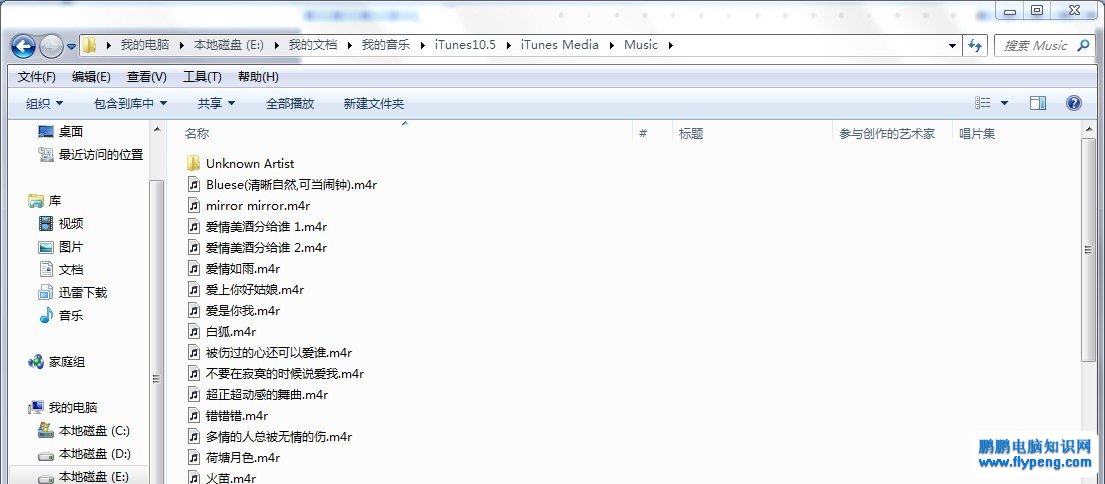 我的电脑 本地磁盘 (E:) 我的文档 我的音乐 iTunes10.5 iTunes Media Music 搜索 Music
文件(F) 编辑(E) 查看(V) 工具(T) 帮助(H)
组织 包含到库中 共享 全部播放 新建文件夹
桌面
最近访问的位置
库
视频
图片
文档
迅雷下载
音乐
家庭组
我的电脑
本地磁盘 (C:)
本地磁盘 (D:)
本地磁盘 (E:)
名称 # 标题 参与创作的艺术家 唱片集
Unknown Artist
Bluese(清晰自然,可当闹钟).m4r
mirror mirror.m4r
爱情美酒分给谁 1.m4r
爱情美酒分给谁 2.m4r
爱情如雨.m4r
爱上你好姑娘.m4r
爱是你我.m4r
白狐.m4r
被伤过的心还可以爱谁.m4r
不要在寂寞的时候说爱我.m4r
超正超动感的舞曲.m4r
错错错.m4r
多情的人总被无情的伤.m4r
荷塘月色.m4r
火苗.m4r
鹏鹏电脑知识网
www.flypeng.com